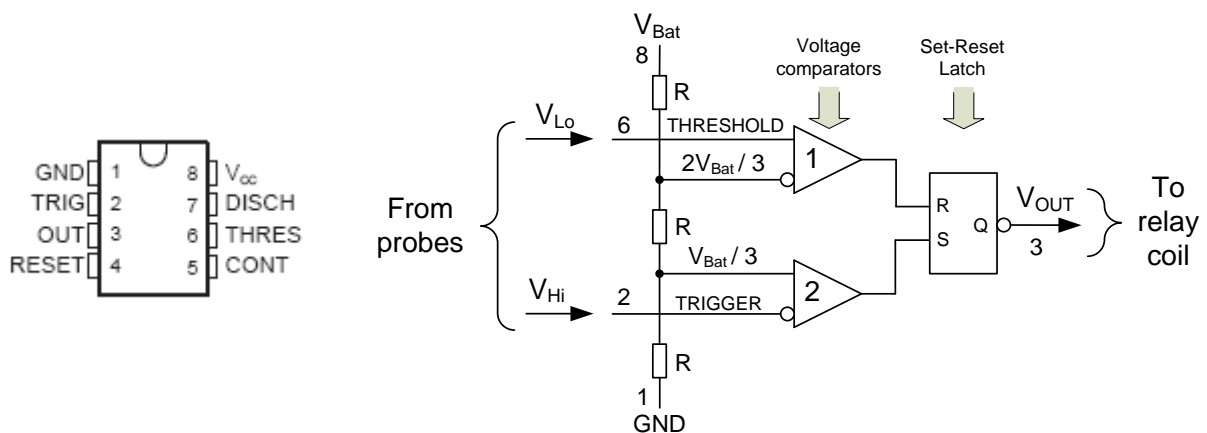 GND 1 8 Vcc
TRIG 2 7 DISCH
OUT 3 6 THRES
RESET 4 5 CONT
From
probes
VLo
VHi
VBat
8
R
6 THRESHOLD
2VBat / 3
R
VBat / 3
2 TRIGGER
R
1
GND
Voltage
comparators
1
2
Set-Reset
Latch
R
S
Q
VOUT
3
To
relay
coil